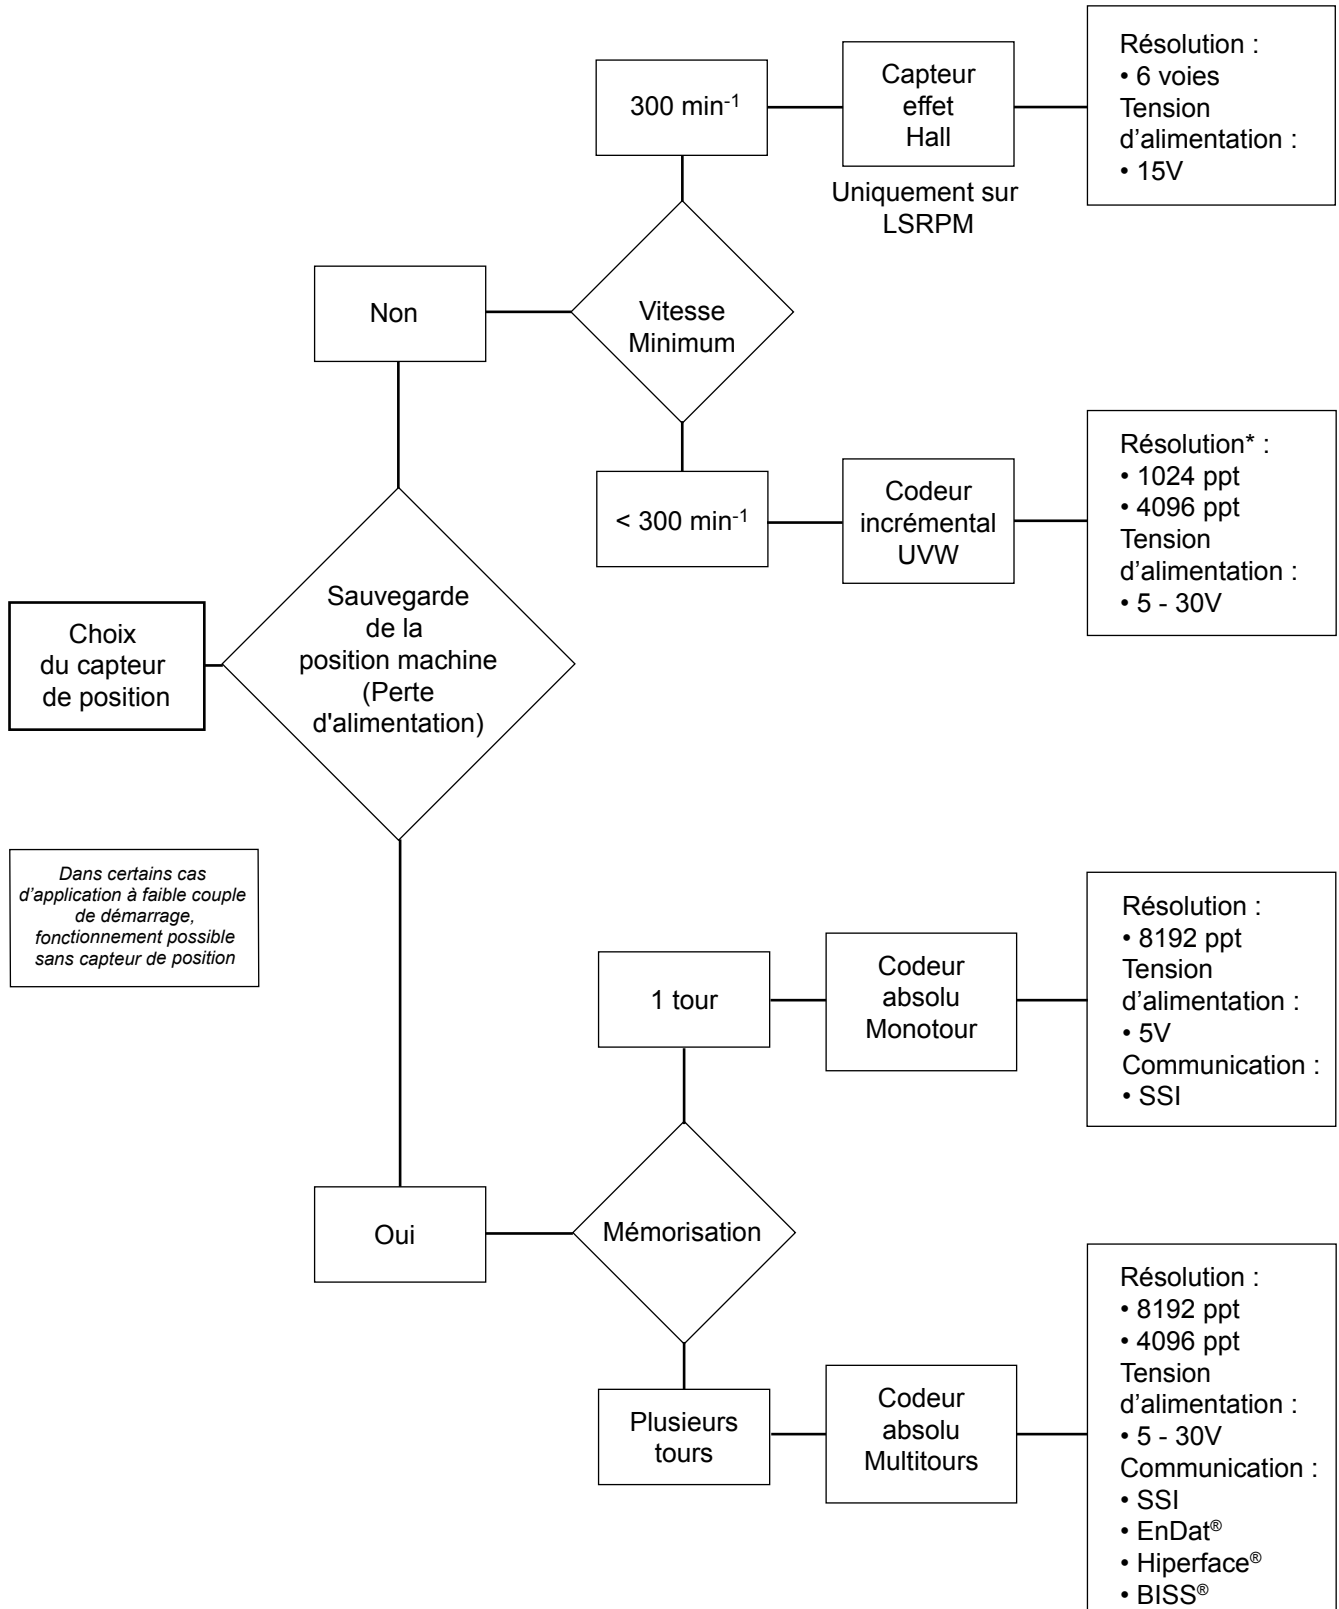 Choix
du capteur
de position
Sauvegarde
de la
position machine
(Perte
d'alimentation)
Dans certains cas
d’application à faible couple
de démarrage,
fonctionnement possible
sans capteur de position
Non
Vitesse
Minimum
300 min⁻¹
Capteur
effet
Hall
Uniquement sur
LSRPM
Résolution :
• 6 voies
Tension
d’alimentation :
• 15V
< 300 min⁻¹
Codeur
incrémental
UVW
Résolution* :
• 1024 ppt
• 4096 ppt
Tension
d’alimentation :
• 5 - 30V
Oui
Mémorisation
1 tour
Codeur
absolu
Monotour
Résolution :
• 8192 ppt
Tension
d’alimentation :
• 5V
Communication :
• SSI
Plusieurs
tours
Codeur
absolu
Multitours
Résolution :
• 8192 ppt
• 4096 ppt
Tension
d’alimentation :
• 5 - 30V
Communication :
• SSI
• EnDat®
• Hiperface®
• BISS®